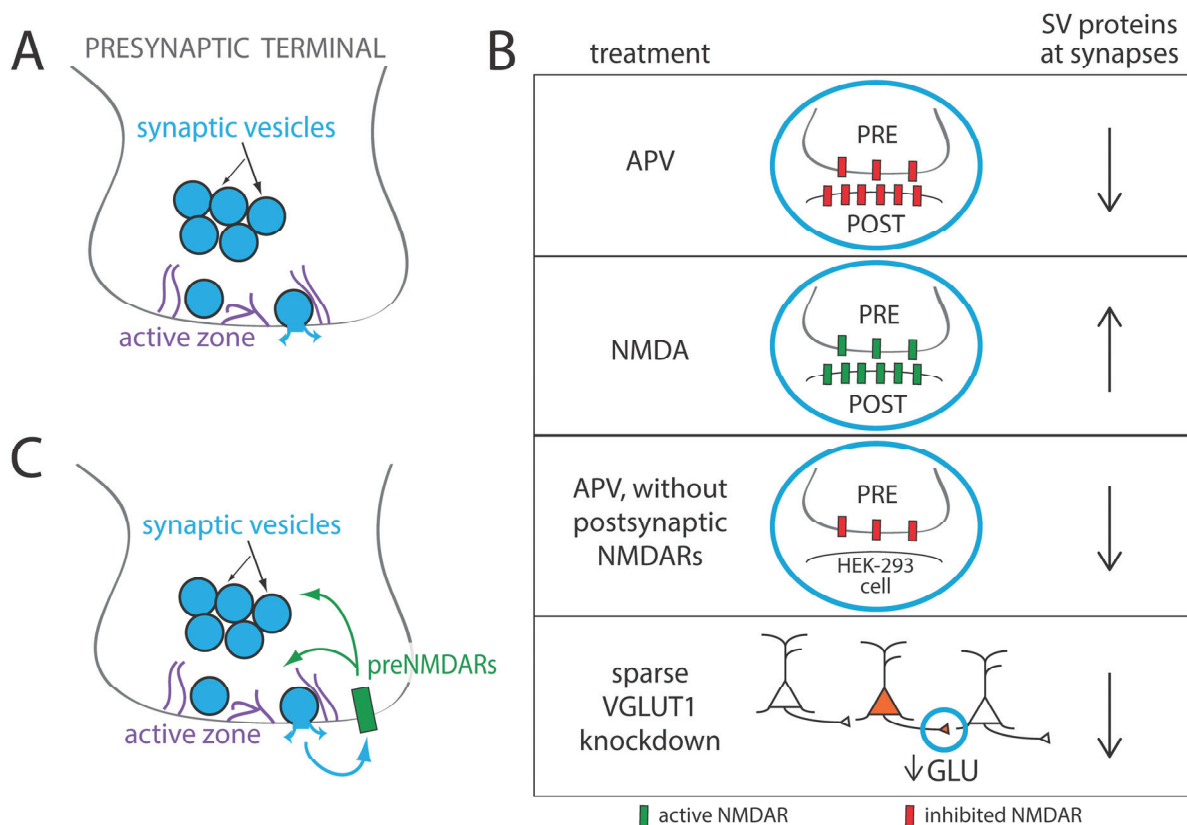 A
PRESYNAPTIC TERMINAL
synaptic vesicles
active zone
B
treatment
SV proteins
at synapses
APV
PRE
POST
NMDA
PRE
POST
APV, without
postsynaptic
NMDARs
PRE
HEK-293
cell
sparse
VGLUT1
knockdown
GLU
active NMDAR
inhibited NMDAR
C
synaptic vesicles
preNMDARs
active zone